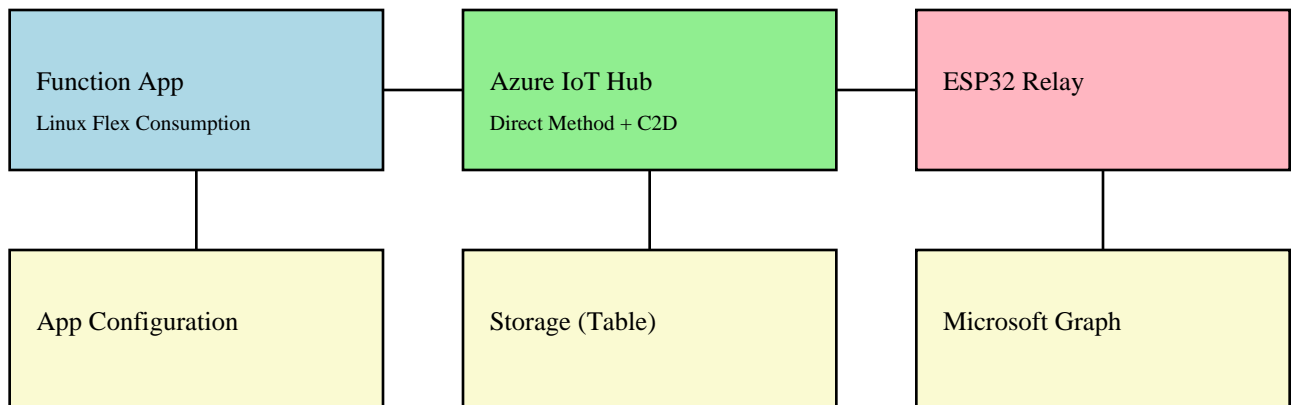 Function App
Linux Flex Consumption
Azure IoT Hub
Direct Method + C2D
ESP32 Relay
App Configuration
Storage (Table)
Microsoft Graph